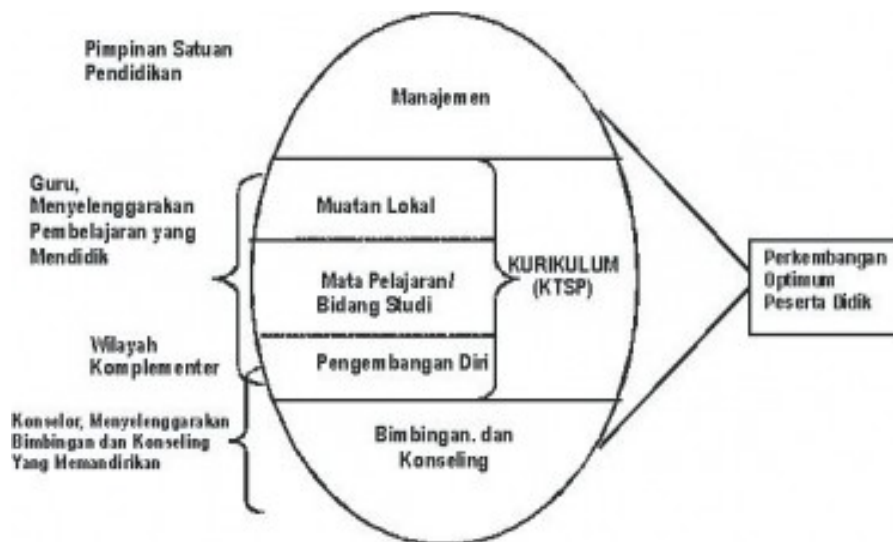 Pimpinan Satuan
Pendidikan
Manajemen
Guru,
Menyelenggarakan
Pembelajaran yang
Mendidik
Muatan Lokal
Mata Pelajaran/
Bidang Studi
KURIKULUM
(KTSP)
Perkembangan
Optimum
Peserta Didik
Wilayah
Komplementer
Pengembangan Diri
Konselor, Menyelenggarakan
Bimbingan dan Konseling
Yang Memandirikan
Bimbingan. dan
Konseling